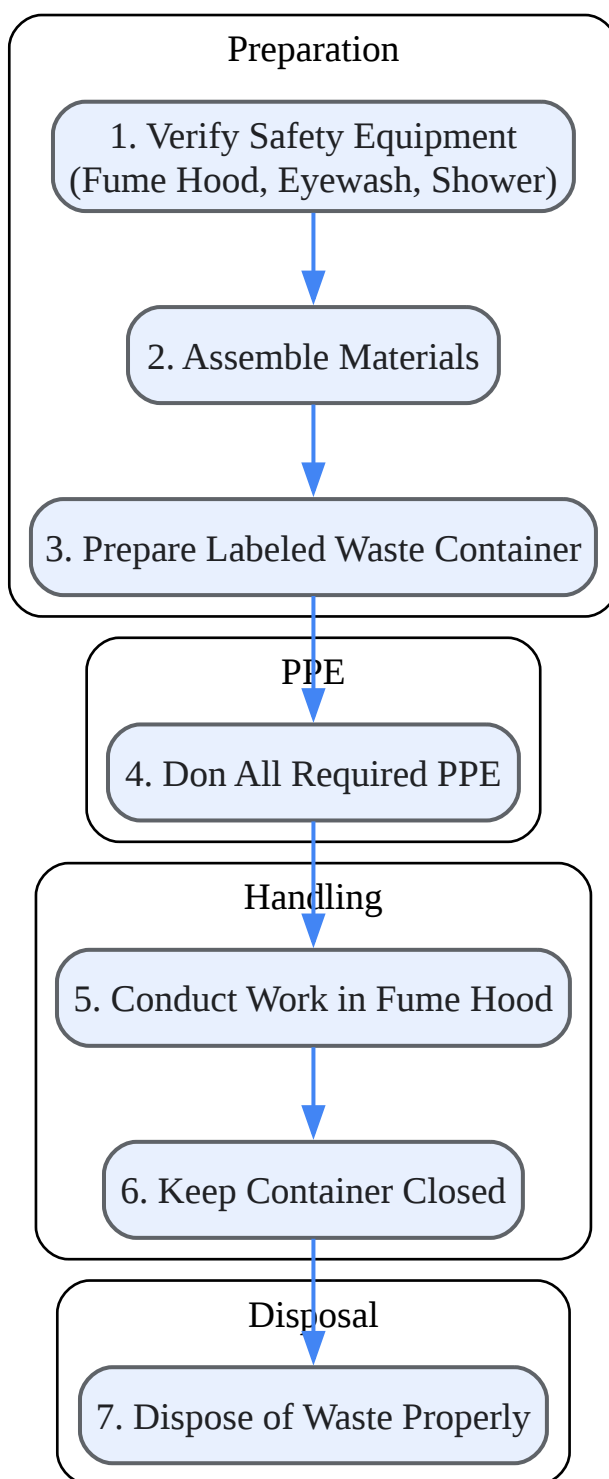 Preparation
1. Verify Safety Equipment
(Fume Hood, Eyewash, Shower)
2. Assemble Materials
3. Prepare Labeled Waste Container
PPE
4. Don All Required PPE
Handling
5. Conduct Work in Fume Hood
6. Keep Container Closed
Disposal
7. Dispose of Waste Properly